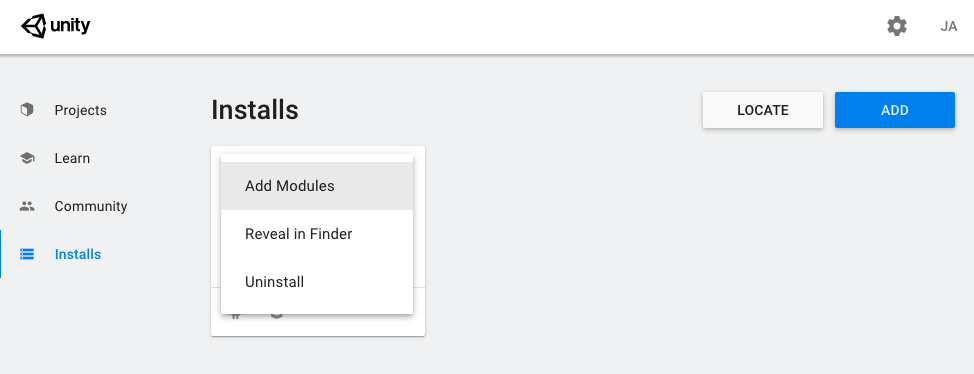 unity
JA
Projects
Learn
Community
Installs
Installs
LOCATE
ADD
Add Modules
Reveal in Finder
Uninstall